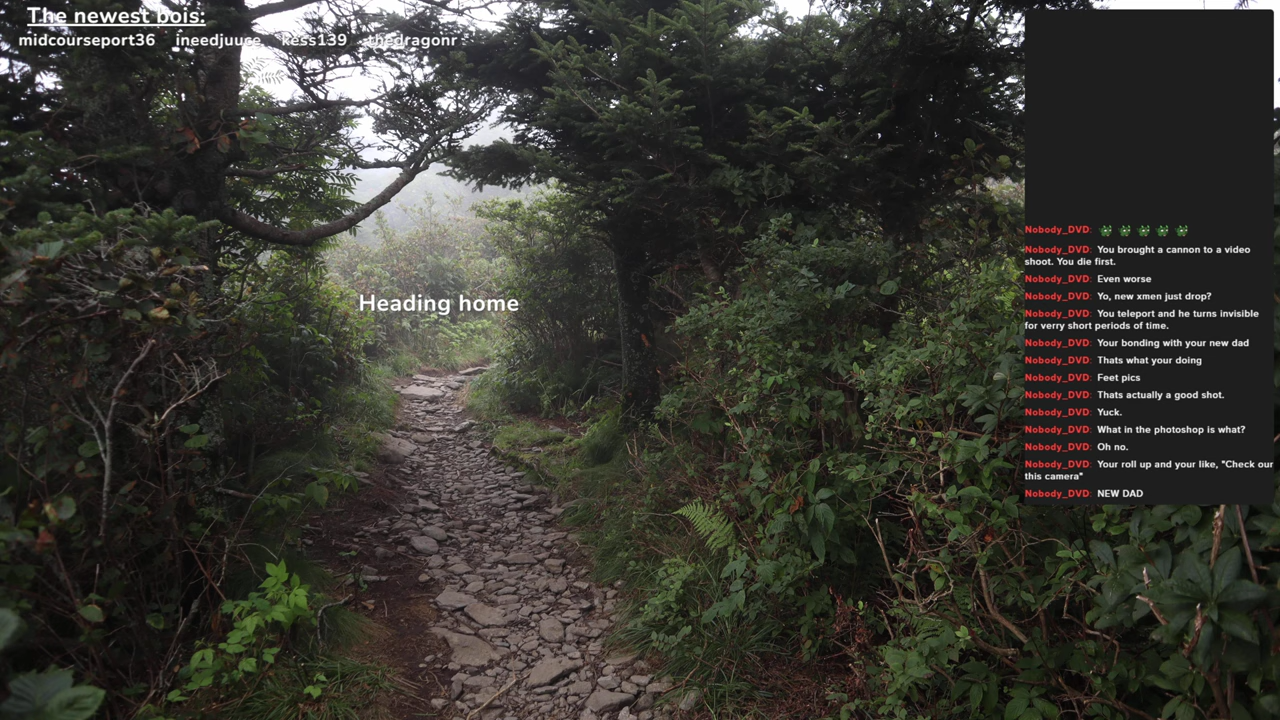 The newest bois:
midcourseport36 ineedjuuce kess139 thedragonr
Heading home
Nobody_DVD:
Nobody_DVD: You brought a cannon to a video
shoot. You die first.
Nobody_DVD: Even worse
Nobody_DVD: Yo, new xmen just drop?
Nobody_DVD: You teleport and he turns invisible
for verry short periods of time.
Nobody_DVD: Your bonding with your new dad
Nobody_DVD: Thats what your doing
Nobody_DVD: Feet pics
Nobody_DVD: Thats actually a good shot.
Nobody_DVD: Yuck.
Nobody_DVD: What in the photoshop is what?
Nobody_DVD: Oh no.
Nobody_DVD: Your roll up and your like, "Check our
this camera"
Nobody_DVD: NEW DAD